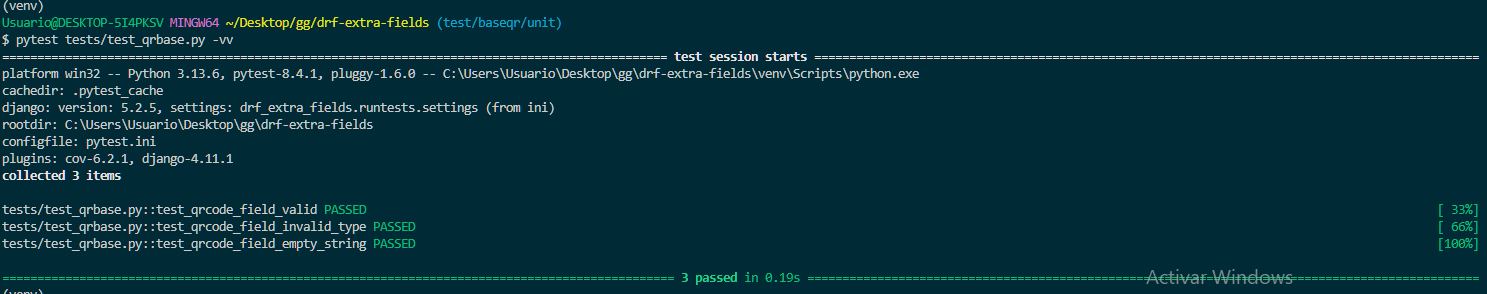 (venv)
Usuario@DESKTOP-5I4PKSV MINGW64 ~/Desktop/gg/drf-extra-fields (test/baseqr/unit)
$ pytest tests/test_qrbase.py -vv
test session starts
platform win32 -- Python 3.13.6, pytest-8.4.1, pluggy-1.6.0 -- C:\Users\Usuario\Desktop\gg\drf-extra-fields\venv\Scripts\python.exe
cachedir: .pytest_cache
django: version: 5.2.5, settings: drf_extra_fields.runtests.settings (from ini)
rootdir: C:\Users\Usuario\Desktop\gg\drf-extra-fields
configfile: pytest.ini
plugins: cov-6.2.1, django-4.11.1
collected 3 items
tests/test_qrbase.py::test_qrcode_field_valid PASSED [ 33%]
tests/test_qrbase.py::test_qrcode_field_invalid_type PASSED [ 66%]
tests/test_qrbase.py::test_qrcode_field_empty_string PASSED [100%]
3 passed in 0.19s
Activar Windows
(venv)